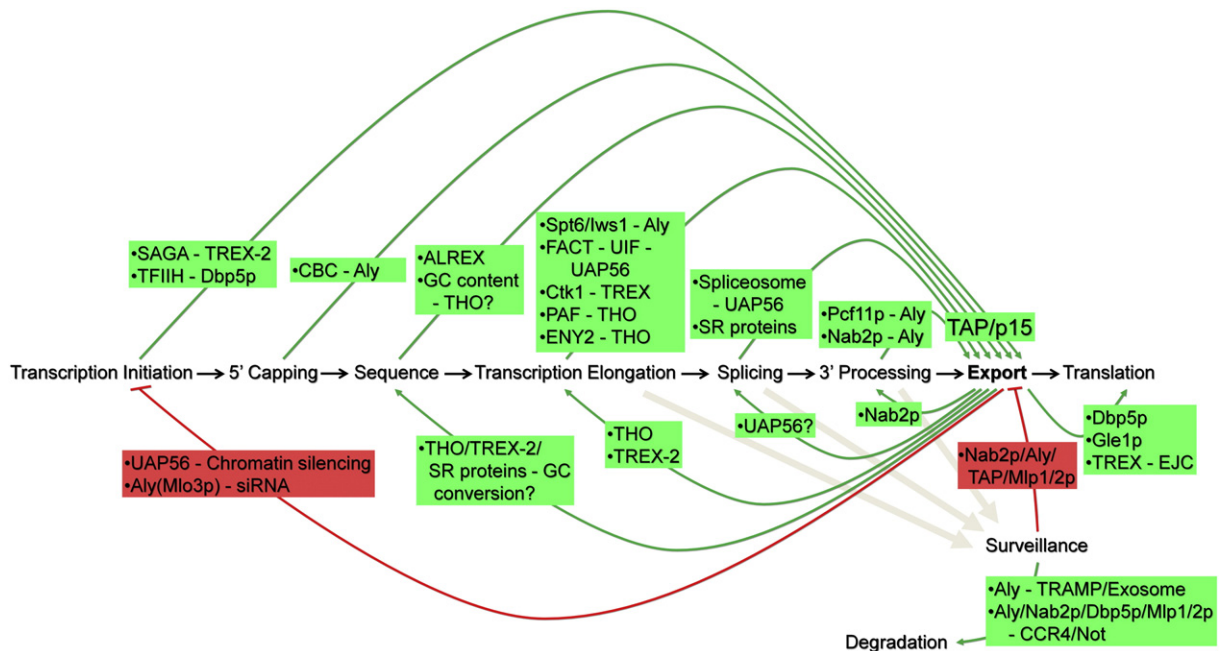 •SAGA - TREX-2
•TFIIH - Dbp5p
•CBC - Aly
•ALREX
•GC content
- THO?
•Spt6/Iws1 - Aly
•FACT - UIF -
UAP56
•Ctk1 - TREX
•PAF - THO
•ENY2 - THO
•Spliceosome
- UAP56
•SR proteins
•Pcf11p - Aly
•Nab2p - Aly
TAP/p15
Transcription Initiation
5' Capping
Sequence
Transcription Elongation
Splicing
3' Processing
Export
Translation
•UAP56 - Chromatin silencing
•Aly(Mlo3p) - siRNA
•THO/TREX-2/
SR proteins - GC
conversion?
•THO
•TREX-2
•UAP56?
•Nab2p
•Nab2p/Aly/
TAP/Mlp1/2p
•Dbp5p
•Gle1p
•TREX - EJC
Surveillance
•Aly - TRAMP/Exosome
•Aly/Nab2p/Dbp5p/Mlp1/2p
- CCR4/Not
Degradation